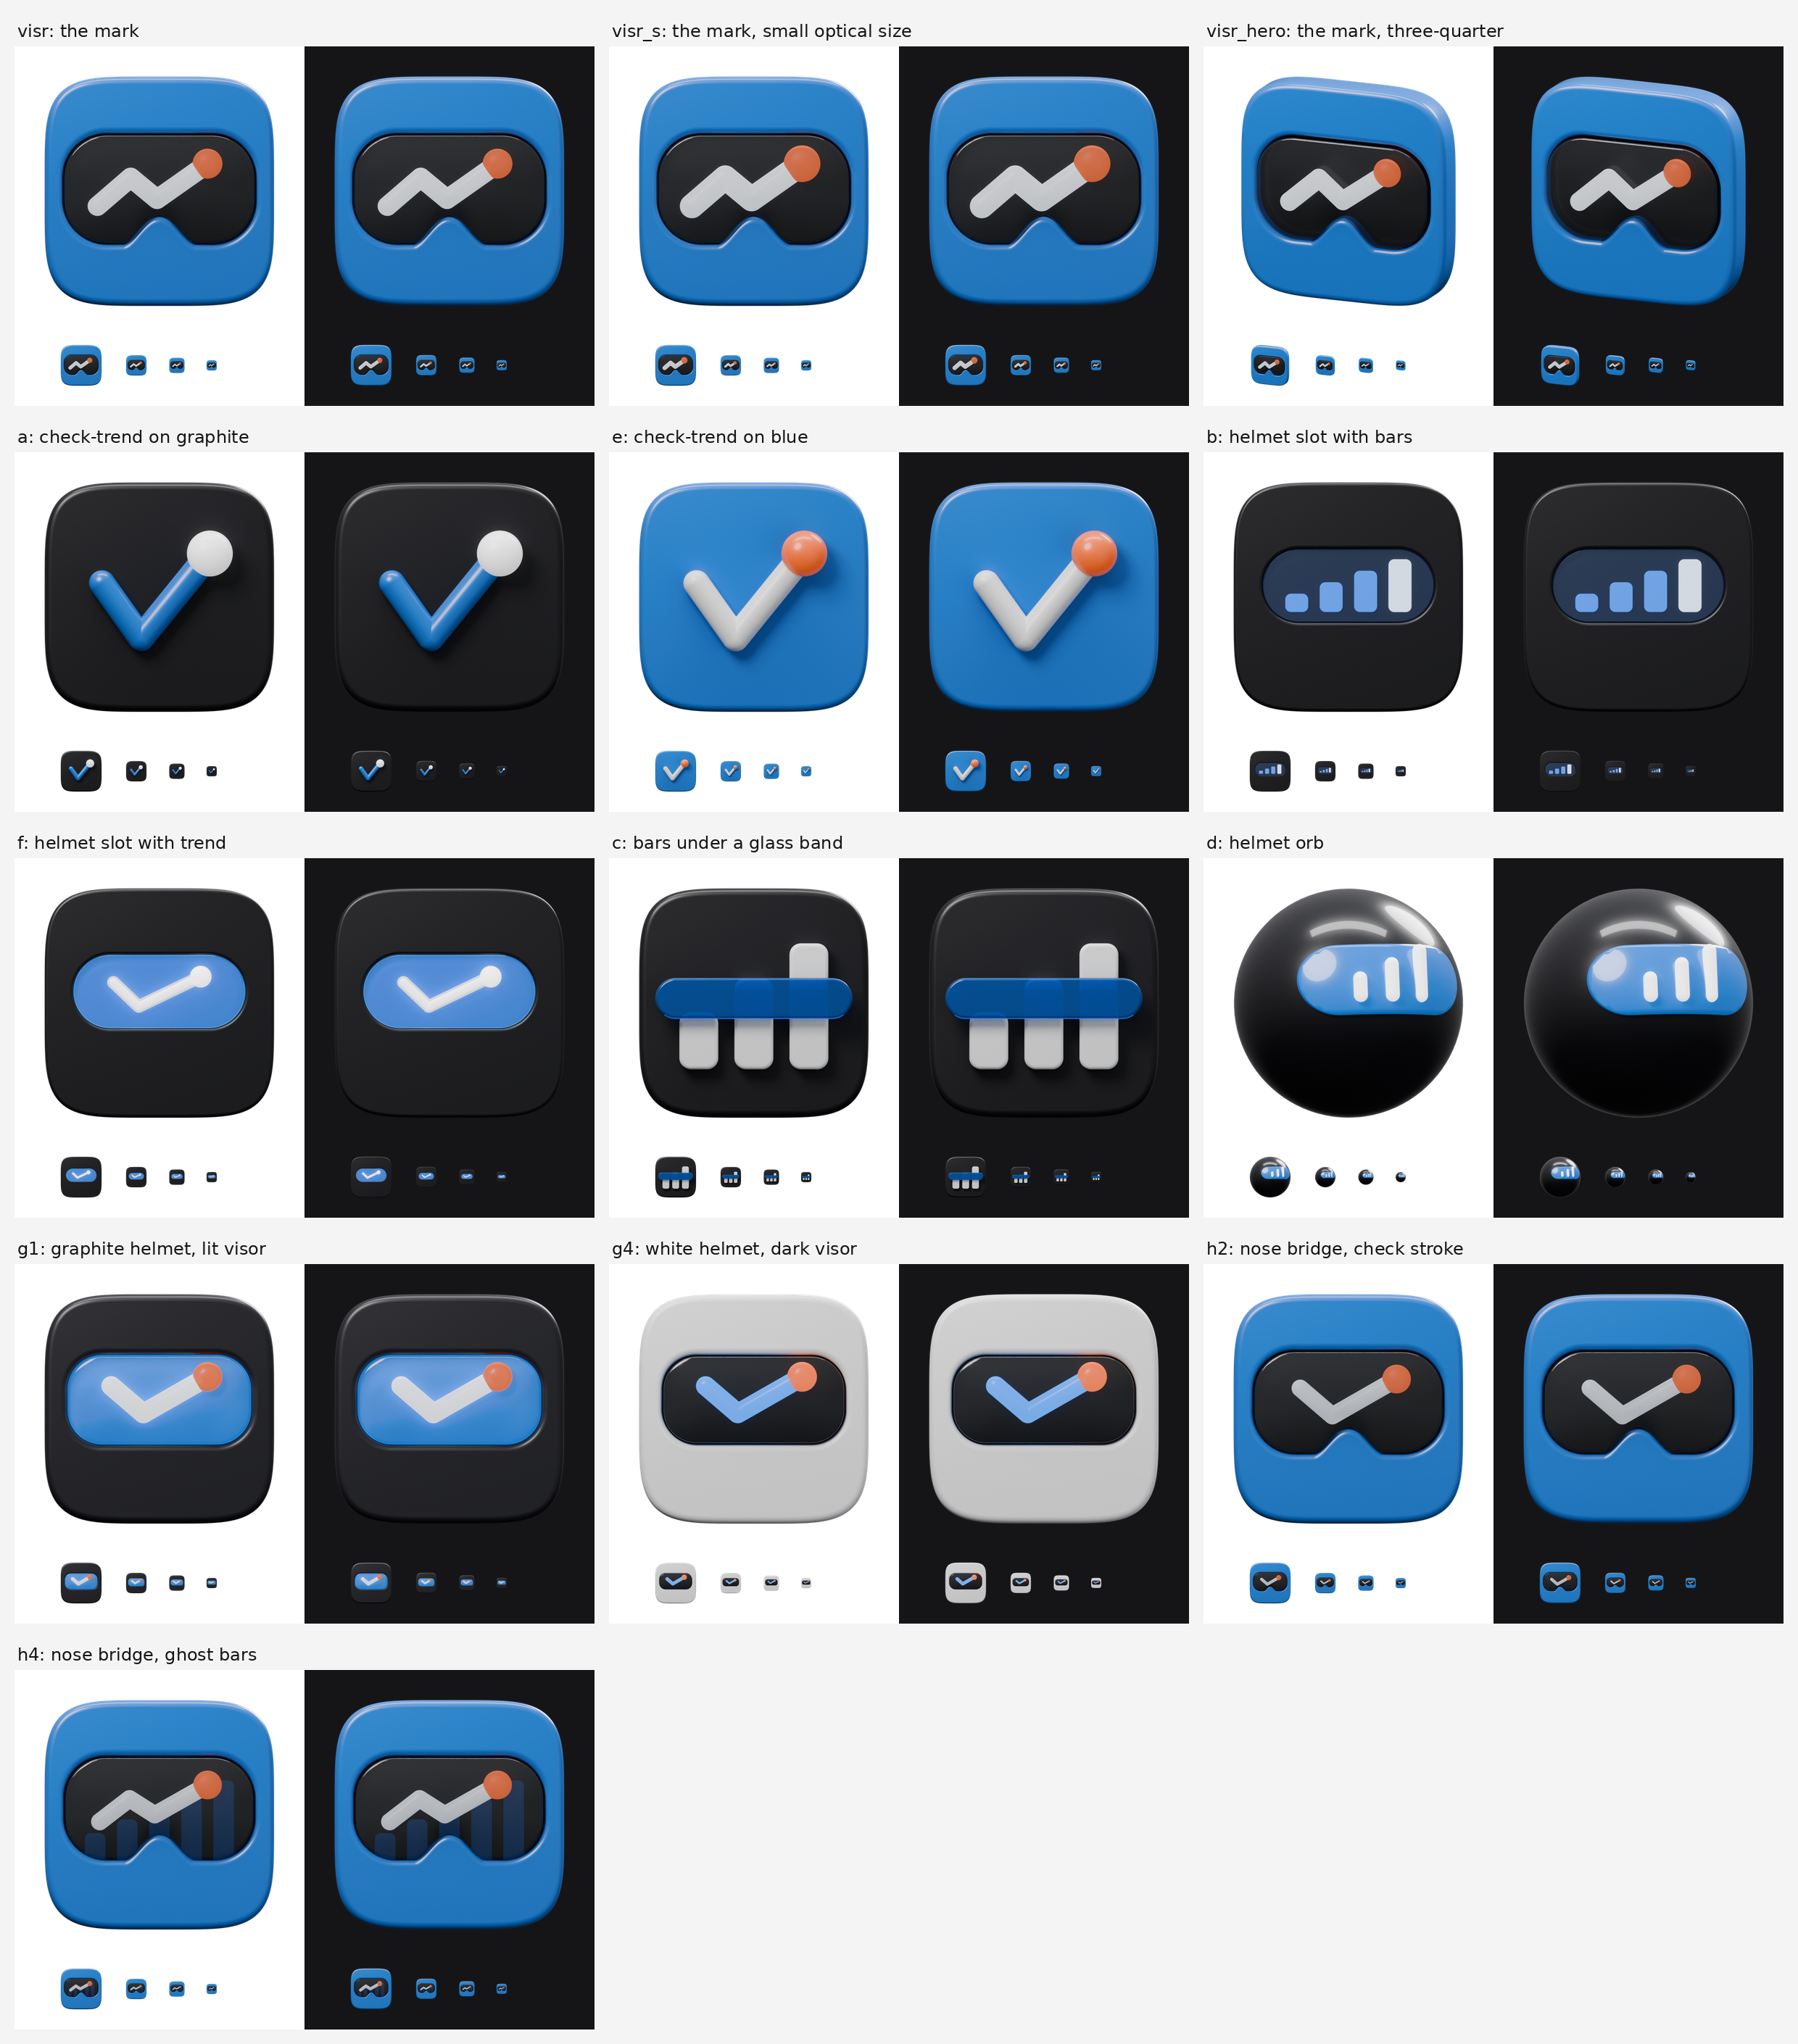 visr: the mark
visr_s: the mark, small optical size
visr_hero: the mark, three-quarter
a: check-trend on graphite
e: check-trend on blue
b: helmet slot with bars
f: helmet slot with trend
c: bars under a glass band
d: helmet orb
g1: graphite helmet, lit visor
g4: white helmet, dark visor
h2: nose bridge, check stroke
h4: nose bridge, ghost bars